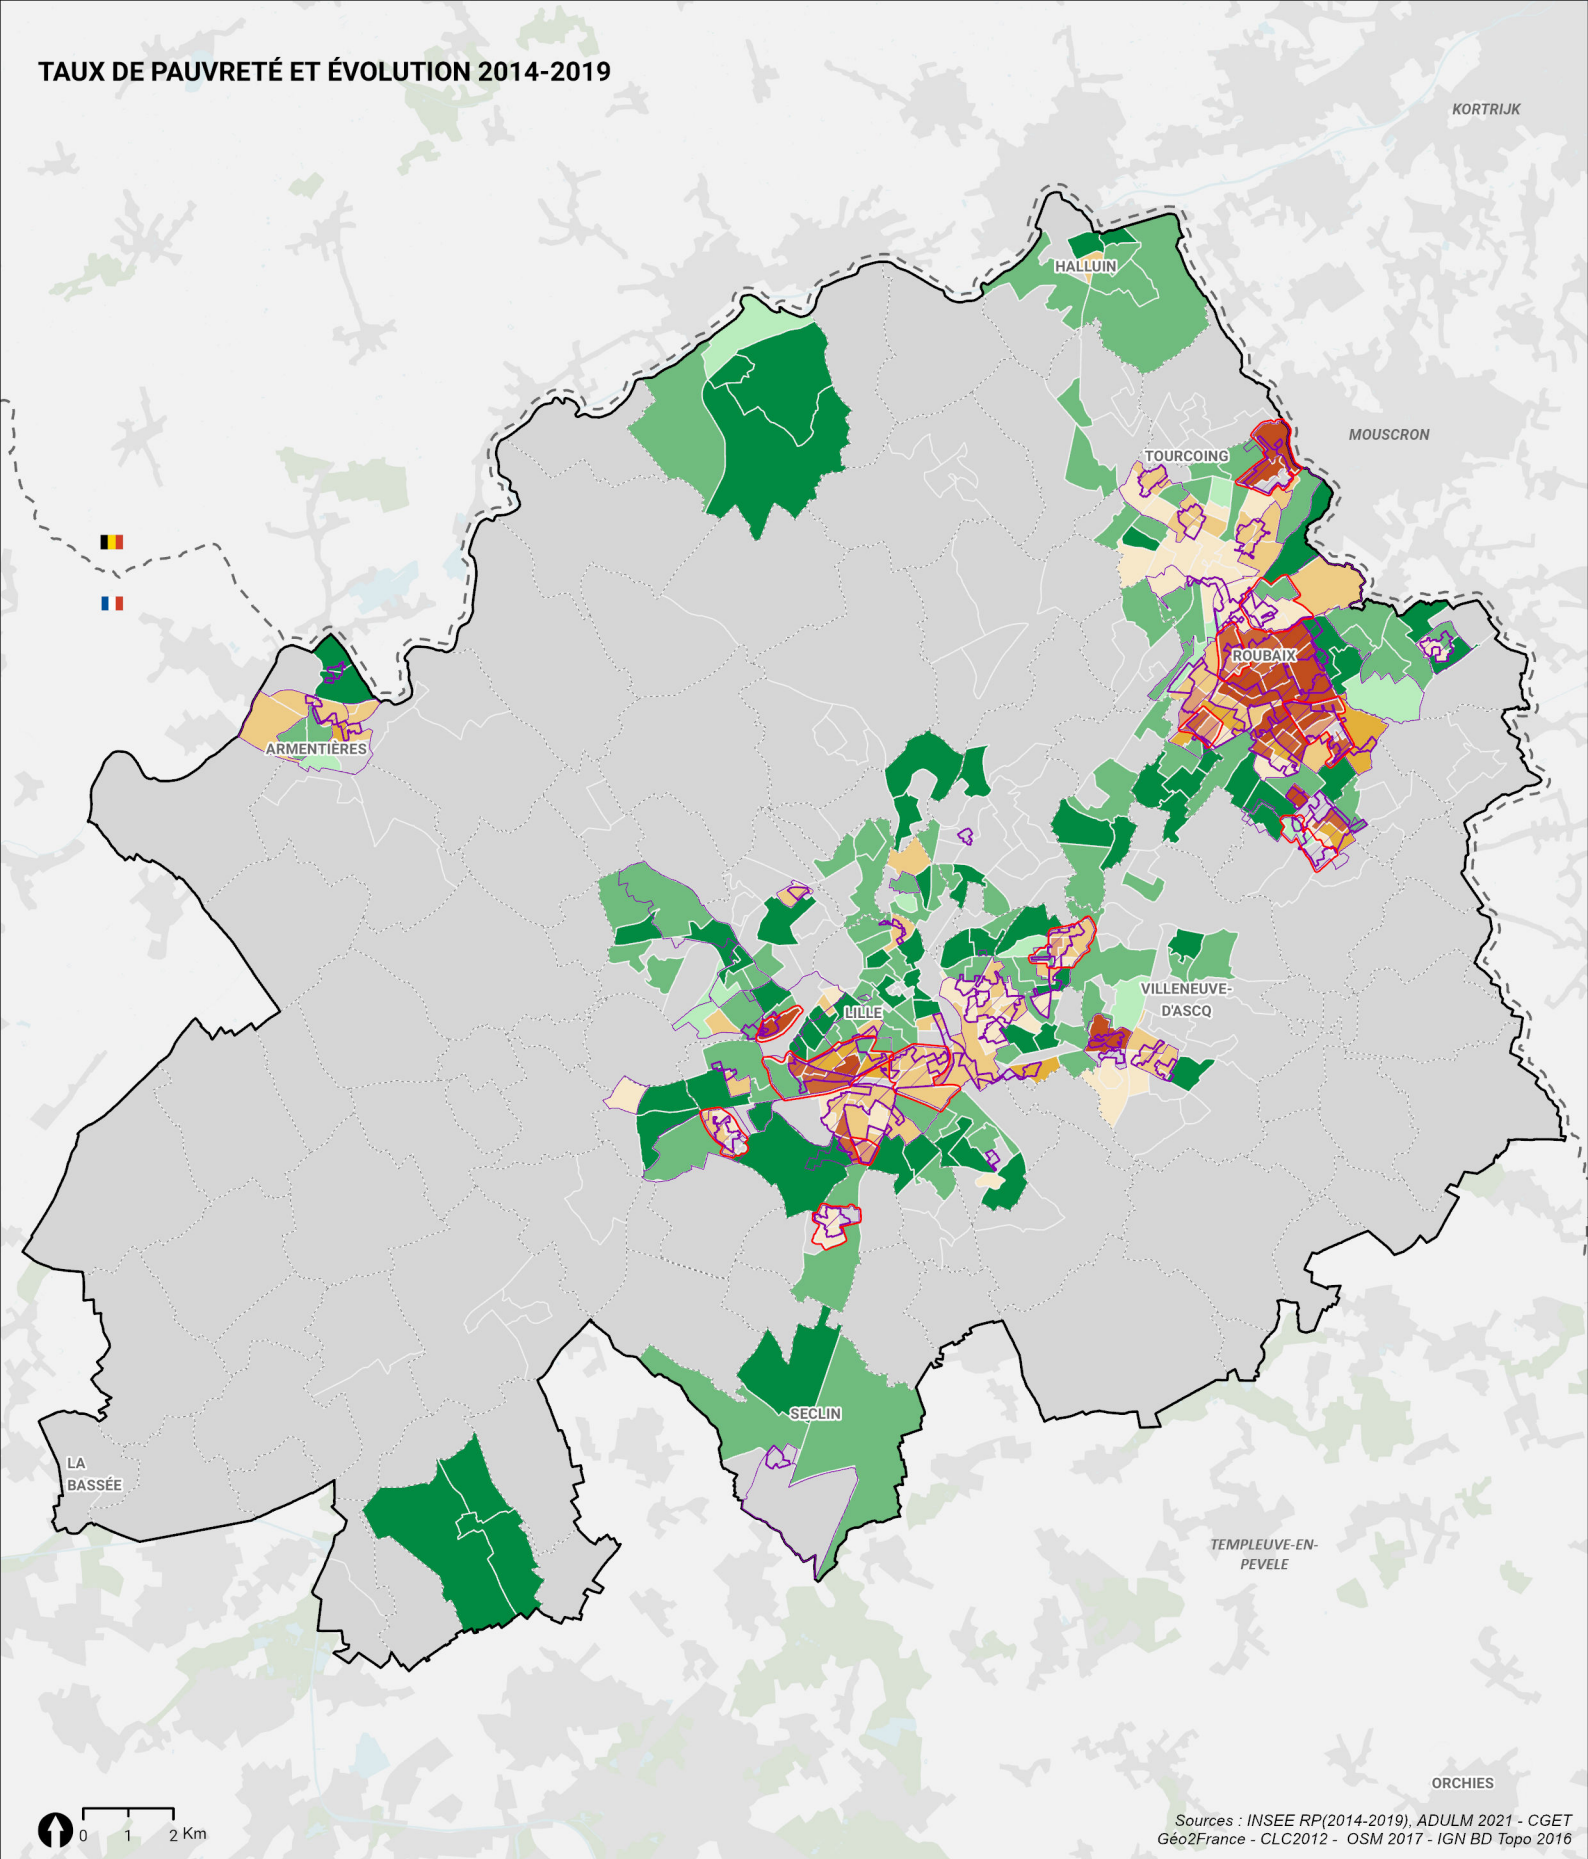 TAUX DE PAUVRETÉ ET ÉVOLUTION 2014-2019
KORTRIJK
HALLUIN
MOUSCRON
TOURCOING
ROUBAIX
ARMENTIÈRES
VILLENEUVE-
D'ASCQ
LILLE
SECLIN
LA
BASSÉE
TEMPLEUVE-EN-
PEVELE
ORCHIES
0 1 2 Km
Sources : INSEE RP(2014-2019), ADULM 2021 - CGET
Géo2France - CLC2012 - OSM 2017 - IGN BD Topo 2016